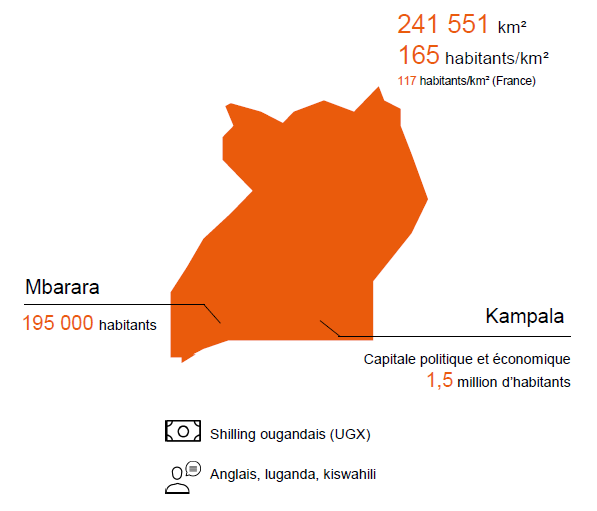 241 551 km²
165 habitants/km²
117 habitants/km² (France)
Mbarara
195 000 habitants
Kampala
Capitale politique et économique
1,5 million d’habitants
Shilling ougandais (UGX)
Anglais, luganda, kiswahili